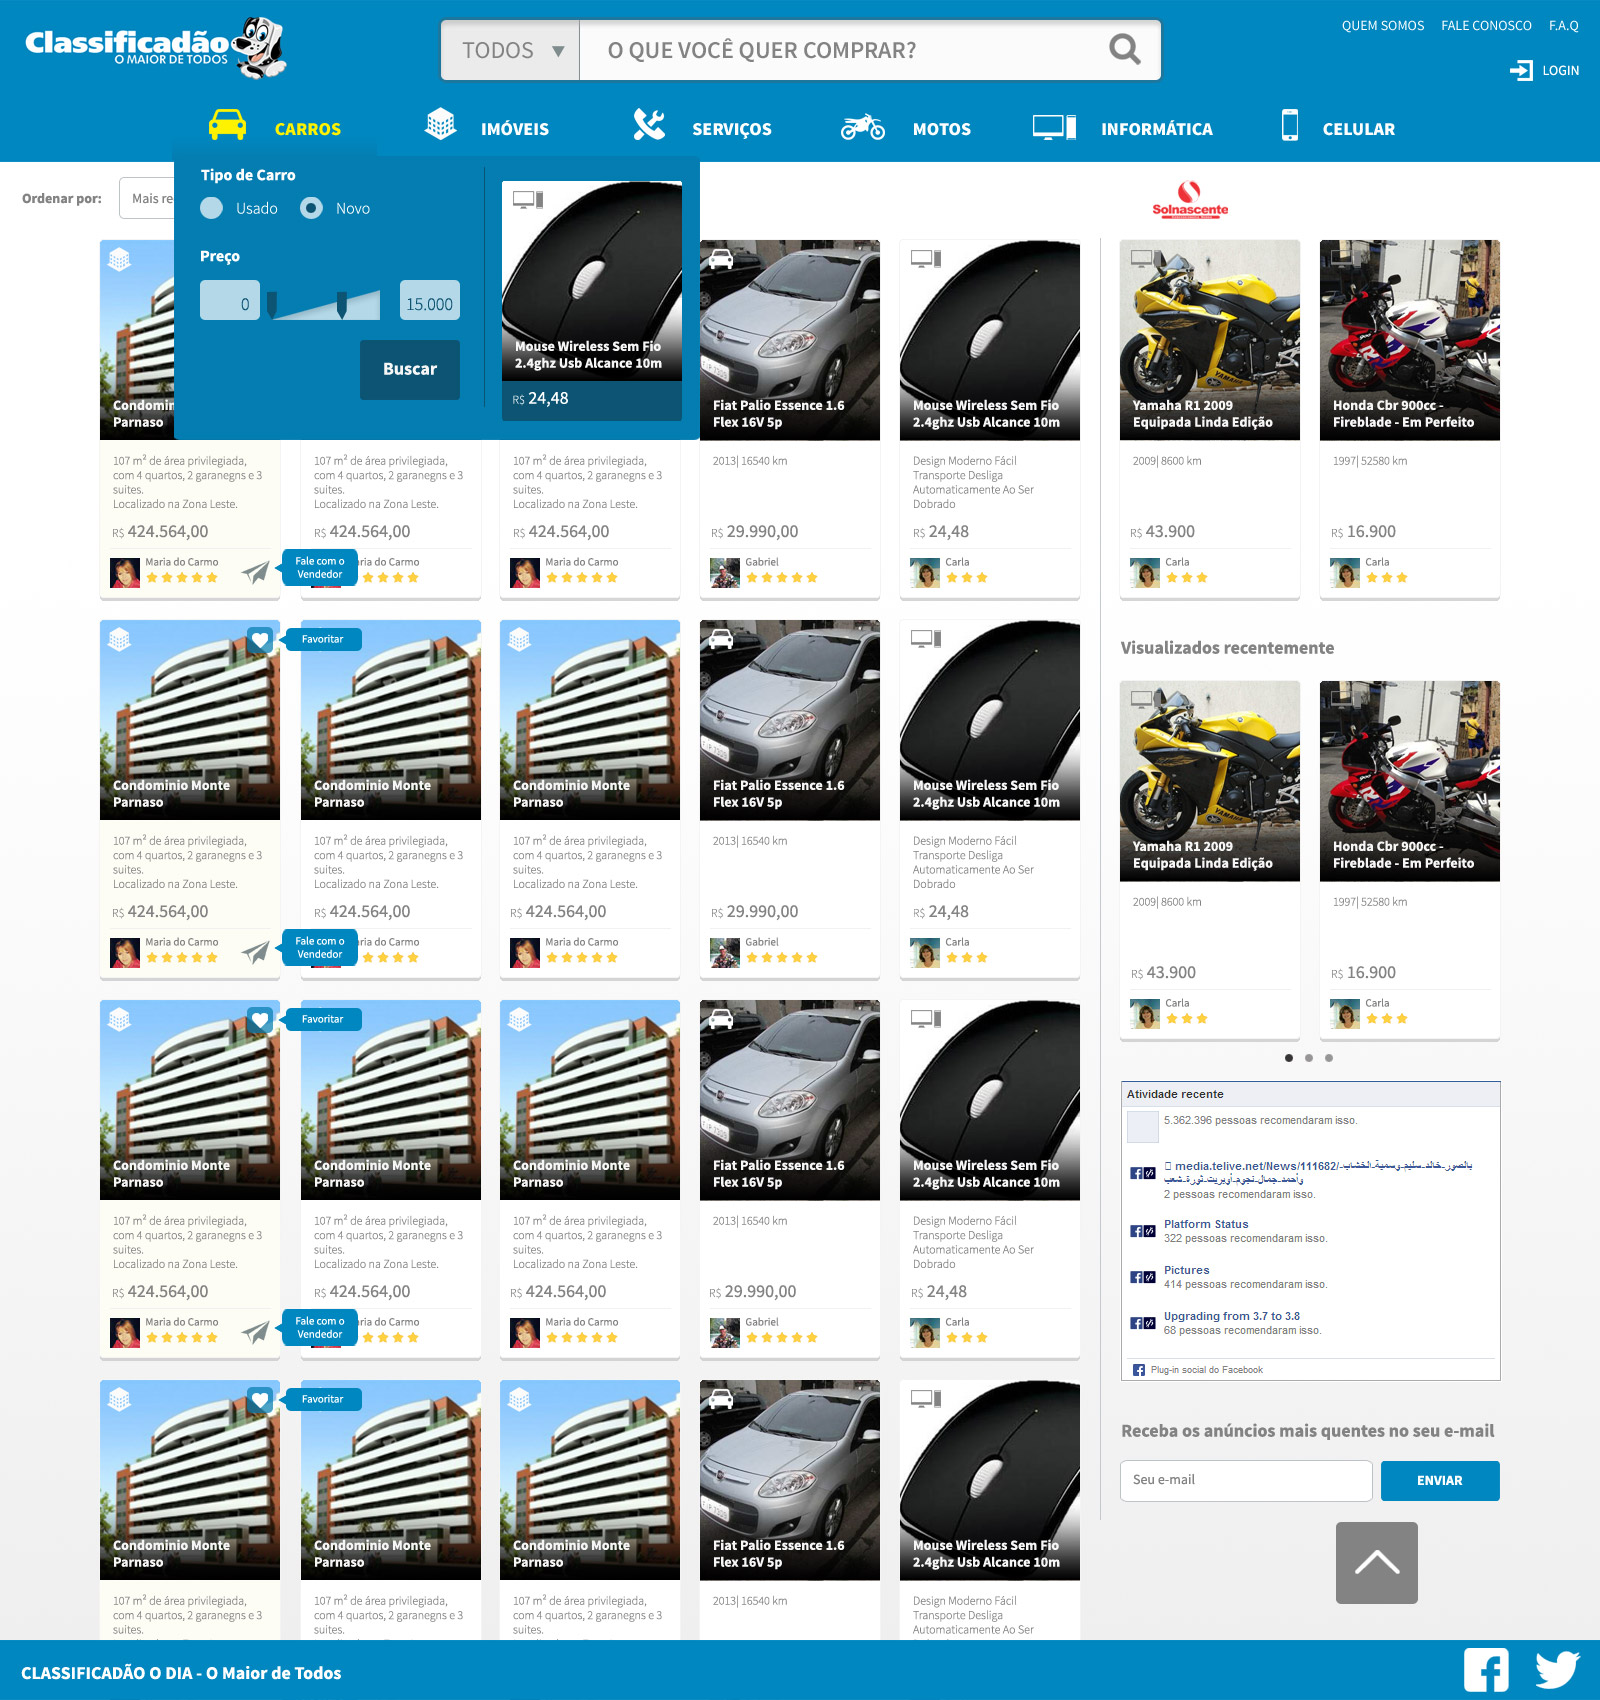 Classificadão
O MAIOR DE TODOS
TODOS
O QUE VOCÊ QUER COMPRAR?
QUEM SOMOS
FALE CONOSCO
F.A.Q
LOGIN
CARROS
IMÓVEIS
SERVIÇOS
MOTOS
INFORMÁTICA
CELULAR
Ordenar por:
Mais re
Tipo de Carro
Usado
Novo
Preço
0
15.000
Buscar
Mouse Wireless Sem Fio
2.4ghz Usb Alcance 10m
R$ 24,48
Solnascente
Condomin
Parnaso
107 m² de área privilegiada,
com 4 quartos, 2 garanegns e 3
suites.
Localizado na Zona Leste.
R$ 424.564,00
Maria do Carmo
Fale com o
Vendedor
107 m² de área privilegiada,
com 4 quartos, 2 garanegns e 3
suites.
Localizado na Zona Leste.
R$ 424.564,00
ria do Carmo
107 m² de área privilegiada,
com 4 quartos, 2 garanegns e 3
suites.
Localizado na Zona Leste.
R$ 424.564,00
Maria do Carmo
Fiat Palio Essence 1.6
Flex 16V 5p
2013| 16540 km
R$ 29.990,00
Gabriel
Mouse Wireless Sem Fio
2.4ghz Usb Alcance 10m
Design Moderno Fácil
Transporte Desliga
Automaticamente Ao Ser
Dobrado
R$ 24,48
Carla
Yamaha R1 2009
Equipada Linda Edição
2009| 8600 km
R$ 43.900
Carla
Honda Cbr 900cc -
Fireblade - Em Perfeito
1997| 52580 km
R$ 16.900
Carla
Favoritar
Condominio Monte
Parnaso
107 m² de área privilegiada,
com 4 quartos, 2 garanegns e 3
suites.
Localizado na Zona Leste.
R$ 424.564,00
Maria do Carmo
Fale com o
Vendedor
Condominio Monte
Parnaso
107 m² de área privilegiada,
com 4 quartos, 2 garanegns e 3
suites.
Localizado na Zona Leste.
R$ 424.564,00
ria do Carmo
Condominio Monte
Parnaso
107 m² de área privilegiada,
com 4 quartos, 2 garanegns e 3
suites.
Localizado na Zona Leste.
R$ 424.564,00
Maria do Carmo
Fiat Palio Essence 1.6
Flex 16V 5p
2013| 16540 km
R$ 29.990,00
Gabriel
Mouse Wireless Sem Fio
2.4ghz Usb Alcance 10m
Design Moderno Fácil
Transporte Desliga
Automaticamente Ao Ser
Dobrado
R$ 24,48
Carla
Visualizados recentemente
Yamaha R1 2009
Equipada Linda Edição
2009| 8600 km
R$ 43.900
Carla
Honda Cbr 900cc -
Fireblade - Em Perfeito
1997| 52580 km
R$ 16.900
Carla
Favoritar
Condominio Monte
Parnaso
107 m² de área privilegiada,
com 4 quartos, 2 garanegns e 3
suites.
Localizado na Zona Leste.
R$ 424.564,00
Maria do Carmo
Fale com o
Vendedor
Condominio Monte
Parnaso
107 m² de área privilegiada,
com 4 quartos, 2 garanegns e 3
suites.
Localizado na Zona Leste.
R$ 424.564,00
ria do Carmo
Condominio Monte
Parnaso
107 m² de área privilegiada,
com 4 quartos, 2 garanegns e 3
suites.
Localizado na Zona Leste.
R$ 424.564,00
Maria do Carmo
Fiat Palio Essence 1.6
Flex 16V 5p
2013| 16540 km
R$ 29.990,00
Gabriel
Mouse Wireless Sem Fio
2.4ghz Usb Alcance 10m
Design Moderno Fácil
Transporte Desliga
Automaticamente Ao Ser
Dobrado
R$ 24,48
Carla
Atividade recente
5.362.396 pessoas recomendaram isso.
media.telive.net/News/111682/بالصور-خالد-سليم-وسمية-الخشاب-
وأحمد-جمال-نجوم-أوبريت-ثورة-شعب
2 pessoas recomendaram isso.
Platform Status
322 pessoas recomendaram isso.
Pictures
414 pessoas recomendaram isso.
Upgrading from 3.7 to 3.8
68 pessoas recomendaram isso.
Plug-in social do Facebook
Favoritar
Condominio Monte
Parnaso
107 m² de área privilegiada,
com 4 quartos, 2 garanegns e 3
suites.
Condominio Monte
Parnaso
107 m² de área privilegiada,
com 4 quartos, 2 garanegns e 3
suites.
Condominio Monte
Parnaso
107 m² de área privilegiada,
com 4 quartos, 2 garanegns e 3
suites.
Fiat Palio Essence 1.6
Flex 16V 5p
2013| 16540 km
Mouse Wireless Sem Fio
2.4ghz Usb Alcance 10m
Design Moderno Fácil
Transporte Desliga
Automaticamente Ao Ser
Receba os anúncios mais quentes no seu e-mail
Seu e-mail
ENVIAR
CLASSIFICADÃO O DIA - O Maior de Todos